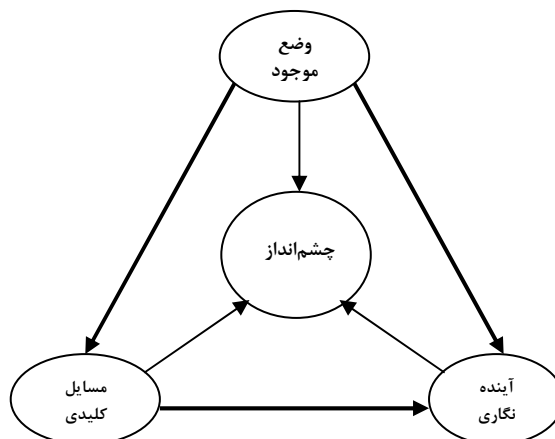 وضع
موجود
چشم‌انداز
آینده
نگاری
مسایل
کلیدی